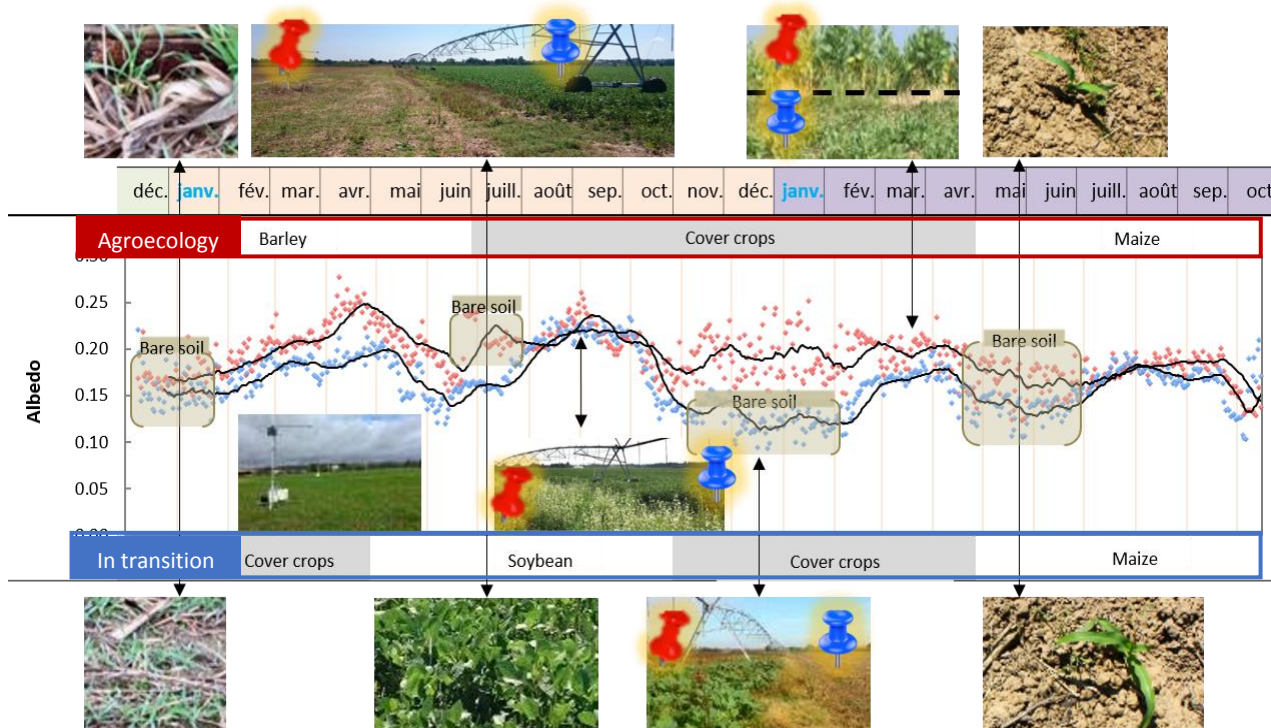 déc. janv. fév. mar. avr. mai juin juill. août sep. oct. nov. déc. janv. fév. mar. avr. mai juin juill. août sep. oct
Agroecology Barley Cover crops Maize
0.25
0.20
0.15
0.10
0.05
Albedo
Bare soil
Bare soil
Bare soil
Bare soil
In transition Cover crops Soybean Cover crops Maize